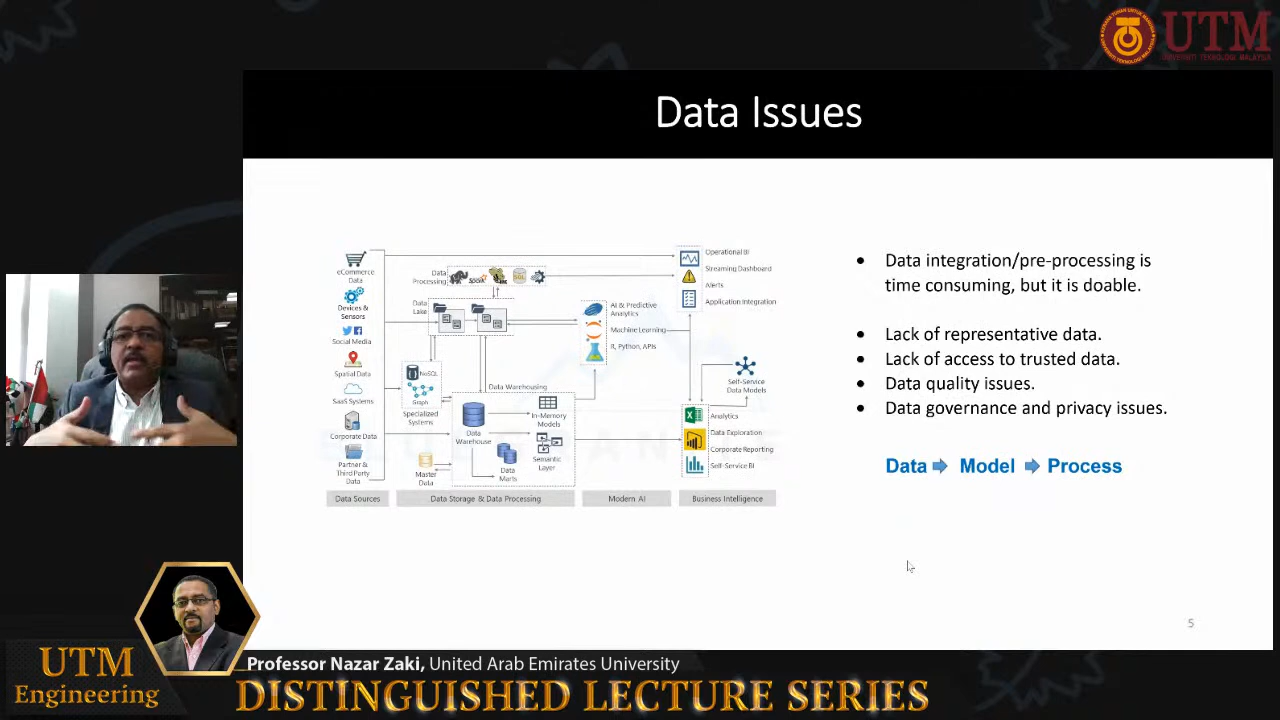 UTM
UNIVERSITI TEKNOLOGI MALAYSIA
Data Issues
eCommerce
Data
Devices &
Sensors
Social Media
Spatial Data
SaaS Systems
Corporate Data
Partner &
Third Party
Data
Data Sources
Data
Processing
Spark
Data
Lake
NoSQL
Graph
Specialized
Systems
Master
Data
Data Warehousing
Data
Warehouse
In-Memory
Models
Semantic
Layer
Data
Marts
Data Storage & Data Processing
AI & Predictive
Analytics
Machine Learning
R, Python, APIs
Modern AI
Operational BI
Streaming Dashboard
Alerts
Application Integration
Self-Service
Data Models
Analytics
Data Exploration
Corporate Reporting
Self-Service BI
Business Intelligence
• Data integration/pre-processing is
time consuming, but it is doable.
• Lack of representative data.
• Lack of access to trusted data.
• Data quality issues.
• Data governance and privacy issues.
Data Model Process
5
UTM
Engineering
Professor Nazar Zaki, United Arab Emirates University
DISTINGUISHED LECTURE SERIES